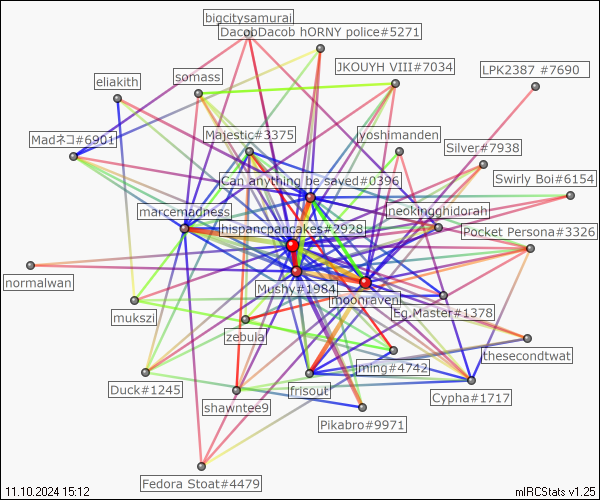 bigcitysamurai
DacobDacob hORNY police#5271
JKOUYH VIII#7034
LPK2387 #7690
eliakith
somass
Madネコ#6901
Majestic#3375
yoshimanden
Silver#7938
Can anything be saved#0396
Swirly Boi#6154
marcemadness
neokingghidorah
hispancpancakes#2928
Pocket Persona#3326
normalwan
Mushy#1984
moonraven
Eg.Master#1378
mukszi
zebula
thesecondtwat
jming#4742
Duck#1245
frisout
Cypha#1717
shawntee9
Pikabro#9971
Fedora Stoat#4479
11.10.2024 15:12
mIRCStats v1.25